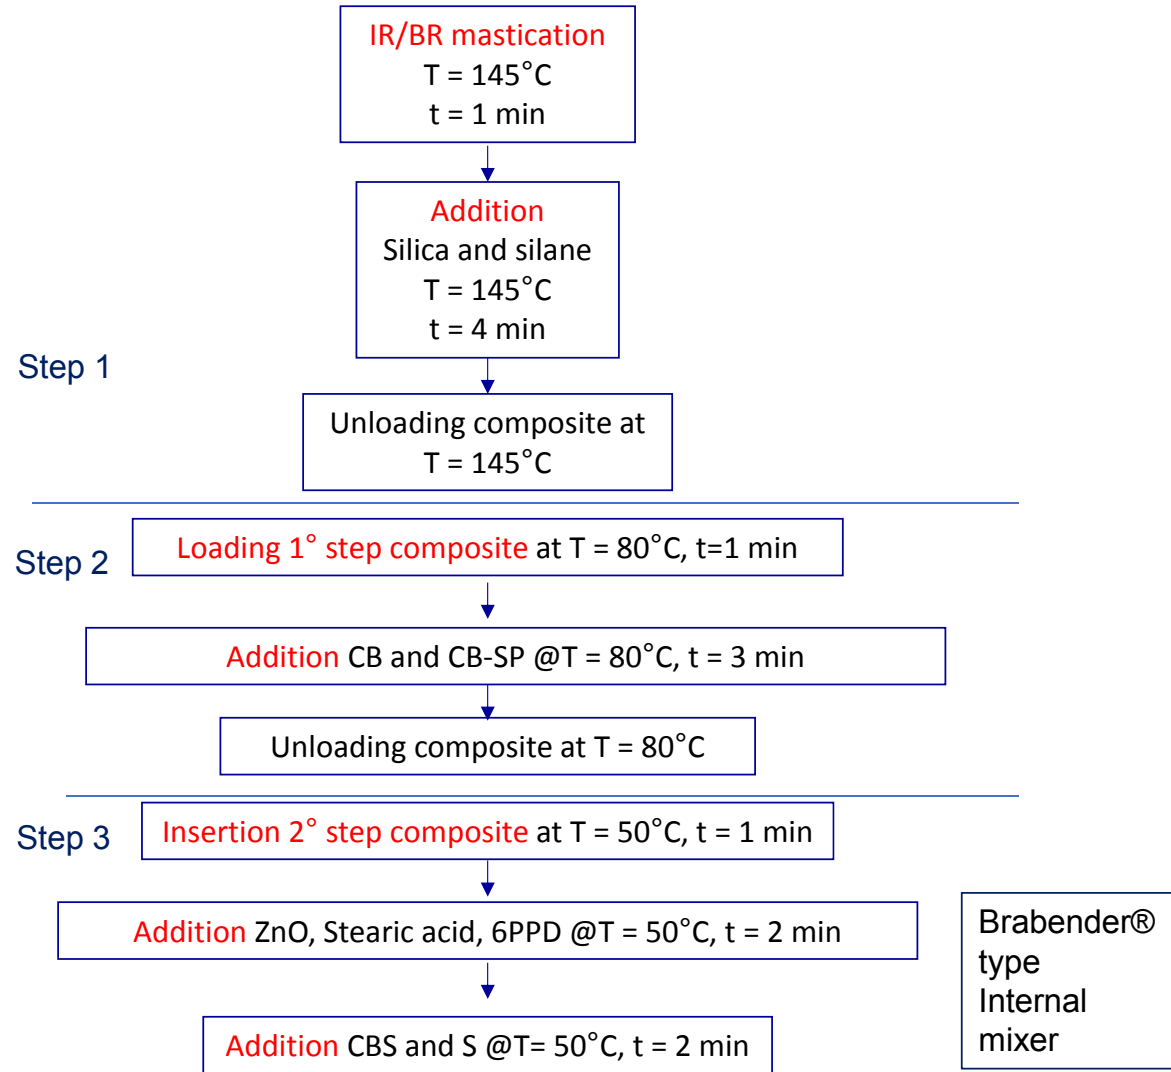 IR/BR mastication
T = 145°C
t = 1 min
Addition
Silica and silane
T = 145°C
t = 4 min
Step 1
Unloading composite at
T = 145°C
Step 2
Loading 1° step composite at T = 80°C, t=1 min
Addition CB and CB-SP @T = 80°C, t = 3 min
Unloading composite at T = 80°C
Step 3
Insertion 2° step composite at T = 50°C, t = 1 min
Addition ZnO, Stearic acid, 6PPD @T = 50°C, t = 2 min
Addition CBS and S @T= 50°C, t = 2 min
Brabender®
type
Internal
mixer